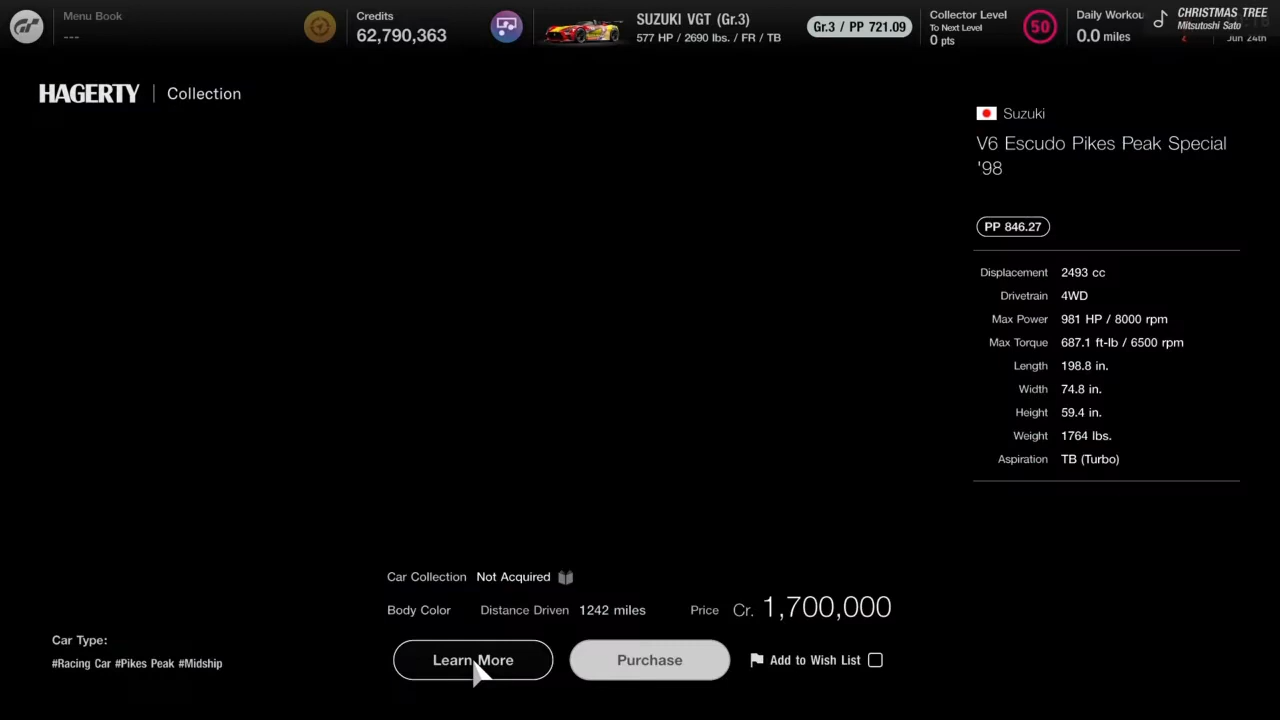 Menu Book
---
Credits
62,790,363
SUZUKI VGT (Gr.3)
577 HP / 2690 lbs. / FR / TB
Gr.3 / PP 721.09
Collector Level
To Next Level
0 pts
50
Daily Workou
0.0 miles
CHRISTMAS TREE
Mitsutoshi Sato
Jun 24th
HAGERTY | Collection
Suzuki
V6 Escudo Pikes Peak Special
'98
PP 846.27
Displacement 2493 cc
Drivetrain 4WD
Max Power 981 HP / 8000 rpm
Max Torque 687.1 ft-lb / 6500 rpm
Length 198.8 in.
Width 74.8 in.
Height 59.4 in.
Weight 1764 lbs.
Aspiration TB (Turbo)
Car Collection Not Acquired
Body Color Distance Driven 1242 miles Price Cr. 1,700,000
Car Type:
#Racing Car #Pikes Peak #Midship
Learn More
Purchase
Add to Wish List